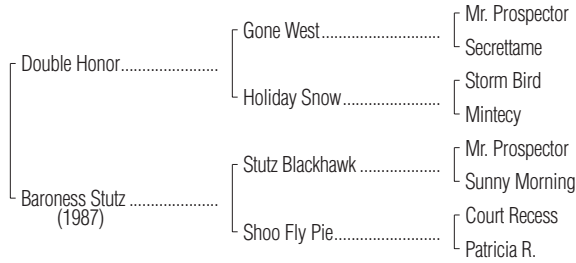 Mr. Prospector
Gone West
Secrettame
Double Honor
Storm Bird
Holiday Snow
Mintecy
Mr. Prospector
Stutz Blackhawk
Sunny Morning
Baroness Stutz
(1987)
Court Recess
Shoo Fly Pie
Patricia R.